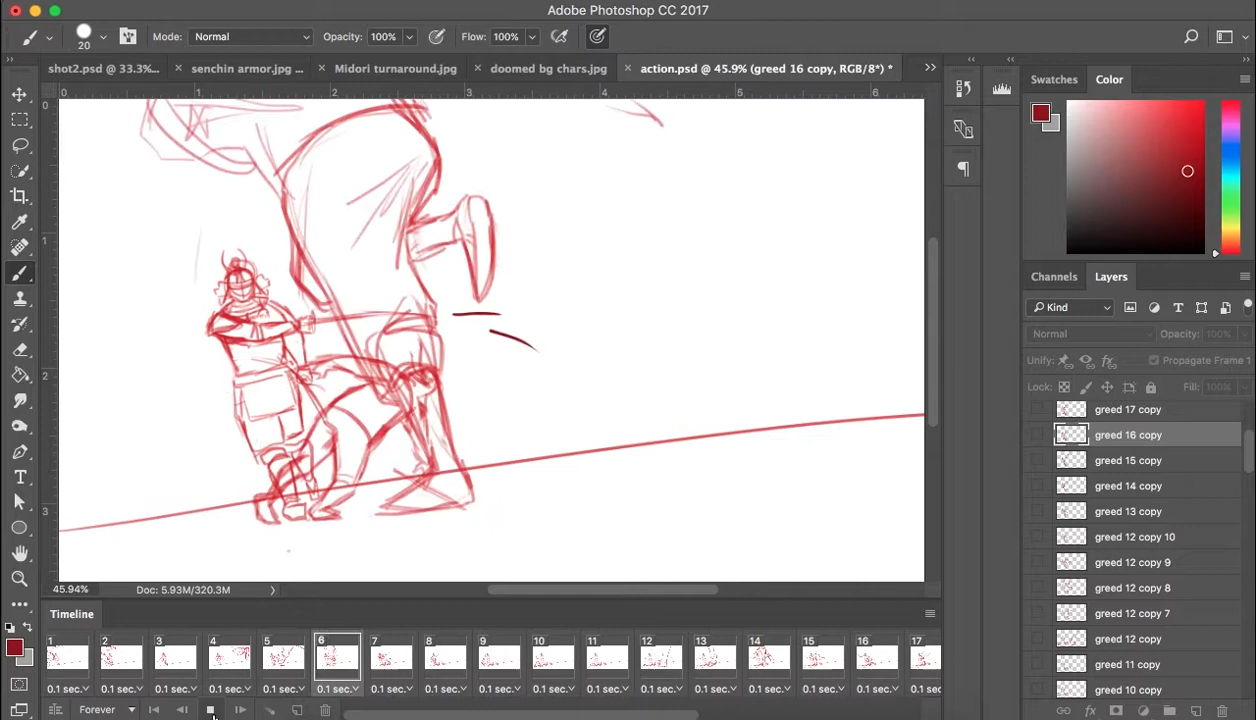 Adobe Photoshop CC 2017
20 Mode: Normal Opacity: 100% Flow: 100%
shot2.psd @ 33.3%... × senchin armor.jpg ... × Midori turnaround.jpg × doomed bg chars.jpg × action.psd @ 45.9% (greed 16 copy, RGB/8*) *
0 1 2 3 4 5 6
0
1
2
3
Swatches Color
Channels Layers
Kind
Normal Opacity: 100%
Unify: Propagate Frame 1
Lock: Fill: 100%
greed 17 copy
greed 16 copy
greed 15 copy
greed 14 copy
greed 13 copy
greed 12 copy 10
greed 12 copy 9
greed 12 copy 8
greed 12 copy 7
greed 12 copy
greed 11 copy
greed 10 copy
45.94% Doc: 5.93M/320.3M
Timeline
1 2 3 4 5 6 7 8 9 10 11 12 13 14 15 16 17
0.1 sec. 0.1 sec. 0.1 sec. 0.1 sec. 0.1 sec. 0.1 sec. 0.1 sec. 0.1 sec. 0.1 sec. 0.1 sec. 0.1 sec. 0.1 sec. 0.1 sec. 0.1 sec. 0.1 sec. 0.1 sec. 0.1 sec.
Forever